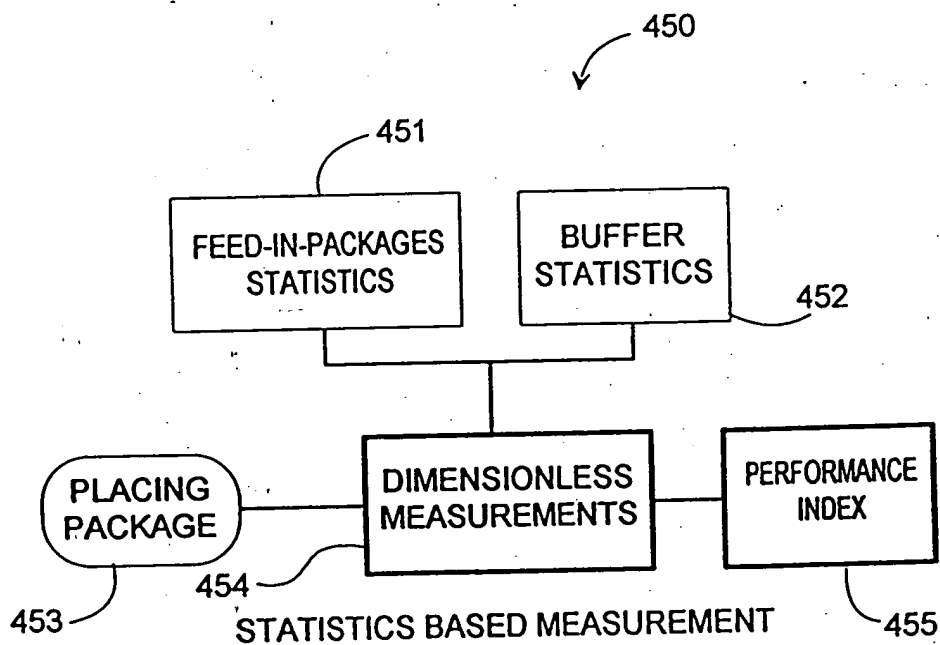 450
451
FEED-IN-PACKAGES
STATISTICS
BUFFER
STATISTICS
452
PLACING
PACKAGE
453
DIMENSIONLESS
MEASUREMENTS
454
PERFORMANCE
INDEX
455
STATISTICS BASED MEASUREMENT